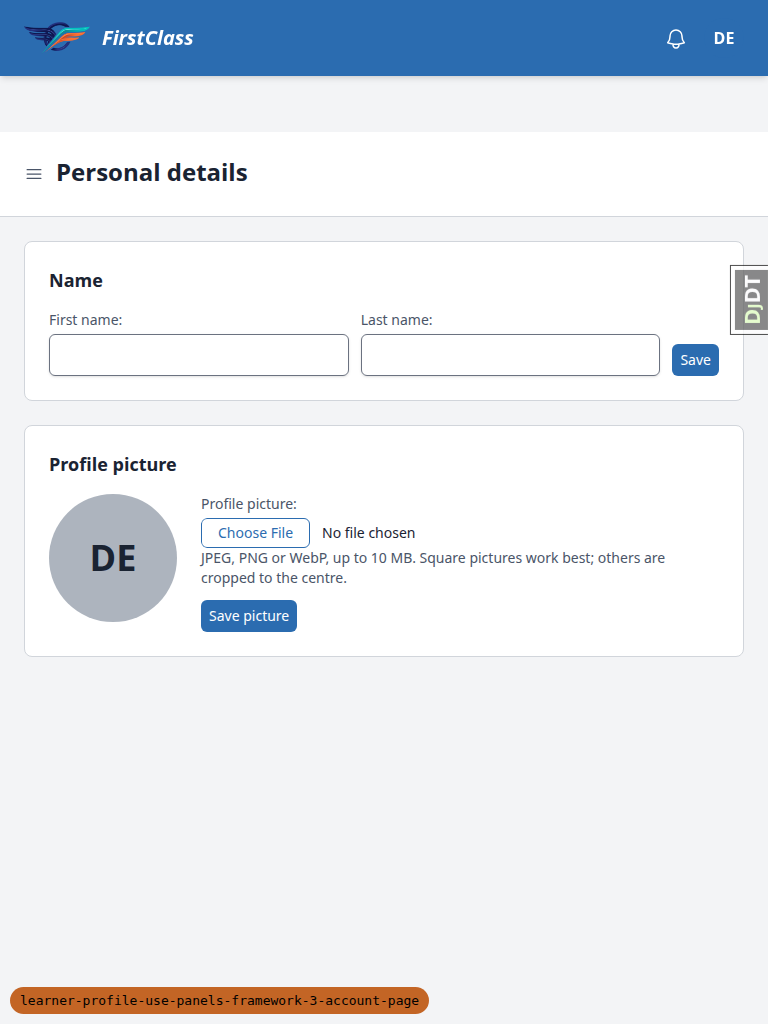 FirstClass
DE
Personal details
Name
First name:
Last name:
Save
DjDT
Profile picture
DE
Profile picture:
Choose File
No file chosen
JPEG, PNG or WebP, up to 10 MB. Square pictures work best; others are
cropped to the centre.
Save picture
learner-profile-use-panels-framework-3-account-page